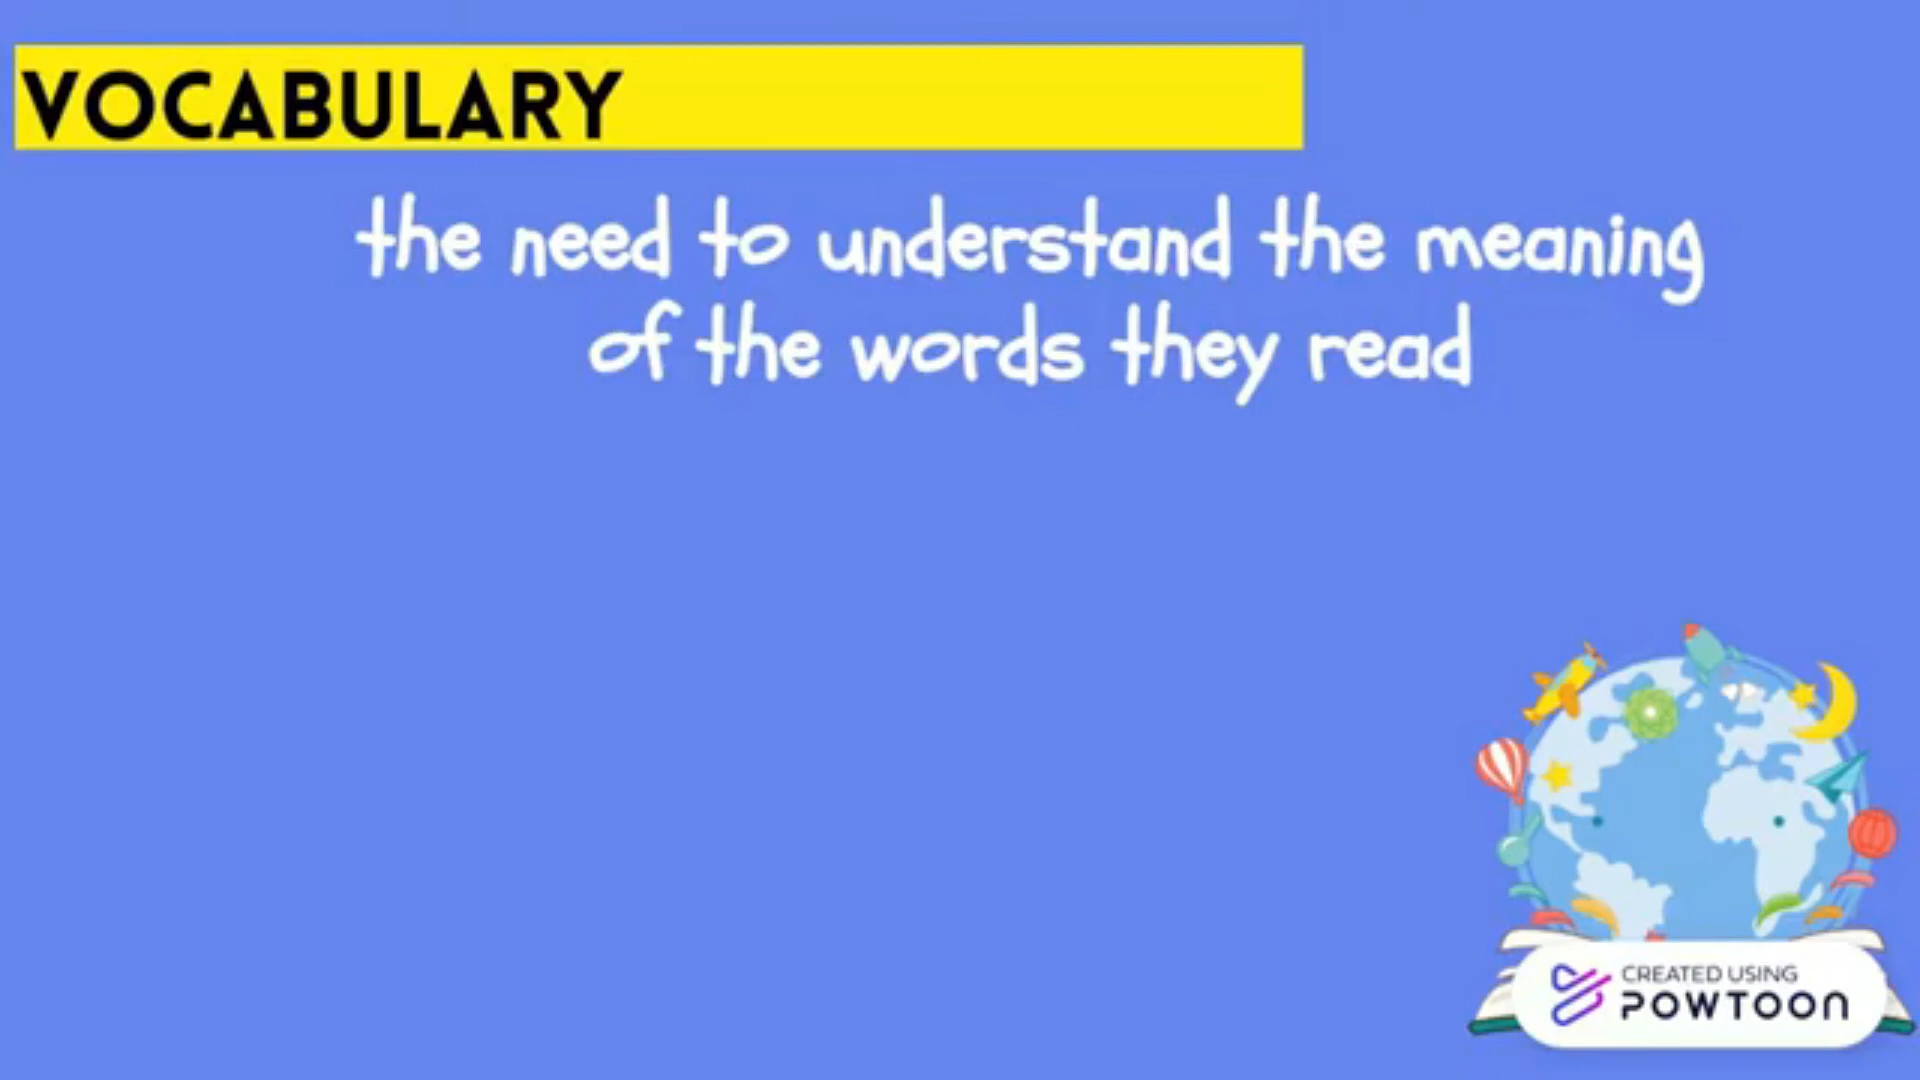 VOCABULARY
the need to understand the meaning
of the words they read
CREATED USING
POWTOON